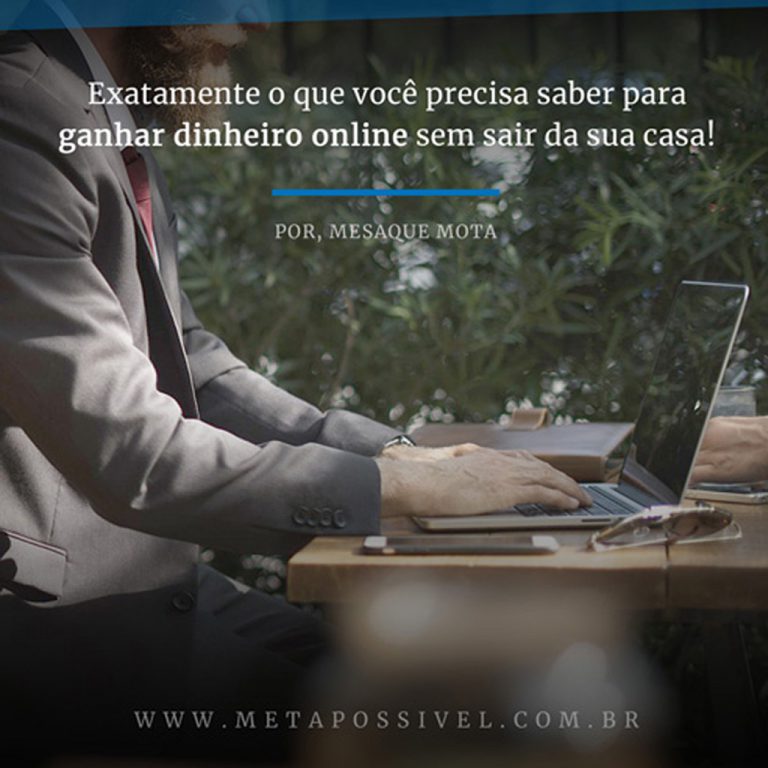 Exatamente o que você precisa saber para
ganhar dinheiro online sem sair da sua casa!
POR, MESAQUE MOTA
WWW.METAPOSSIVEL.COM.BR